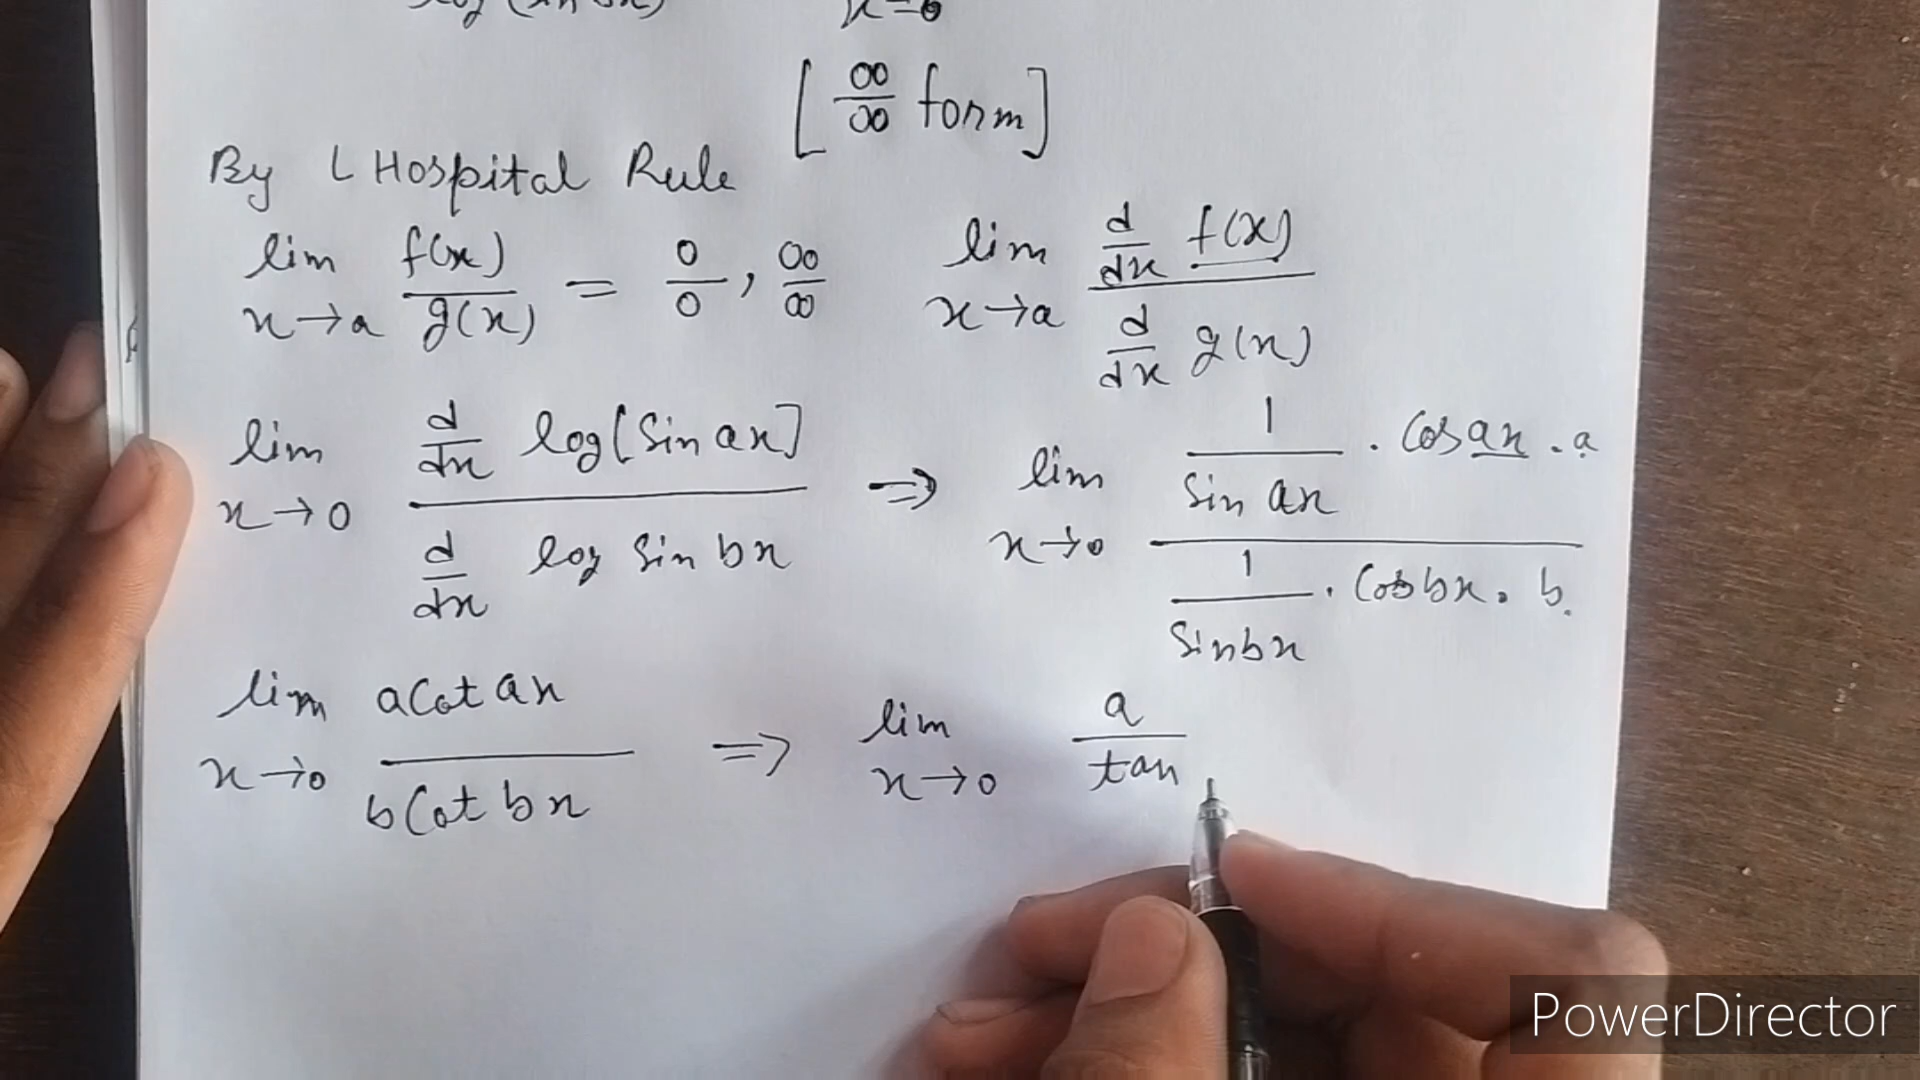 [∞/∞ form]
By L Hospital Rule
lim x→a f(x)/g(x) = 0/0, ∞/∞ lim x→a d/dx f(x) / d/dx g(x)
lim x→0 d/dx log[Sin ax] / d/dx log Sin bx ⇒ lim x→0 1/Sin ax . Cos ax . a / 1/Sin bx . Cos bx . b
lim x→0 a Cot ax / b Cot bx ⇒ lim x→0 a/tan
PowerDirector